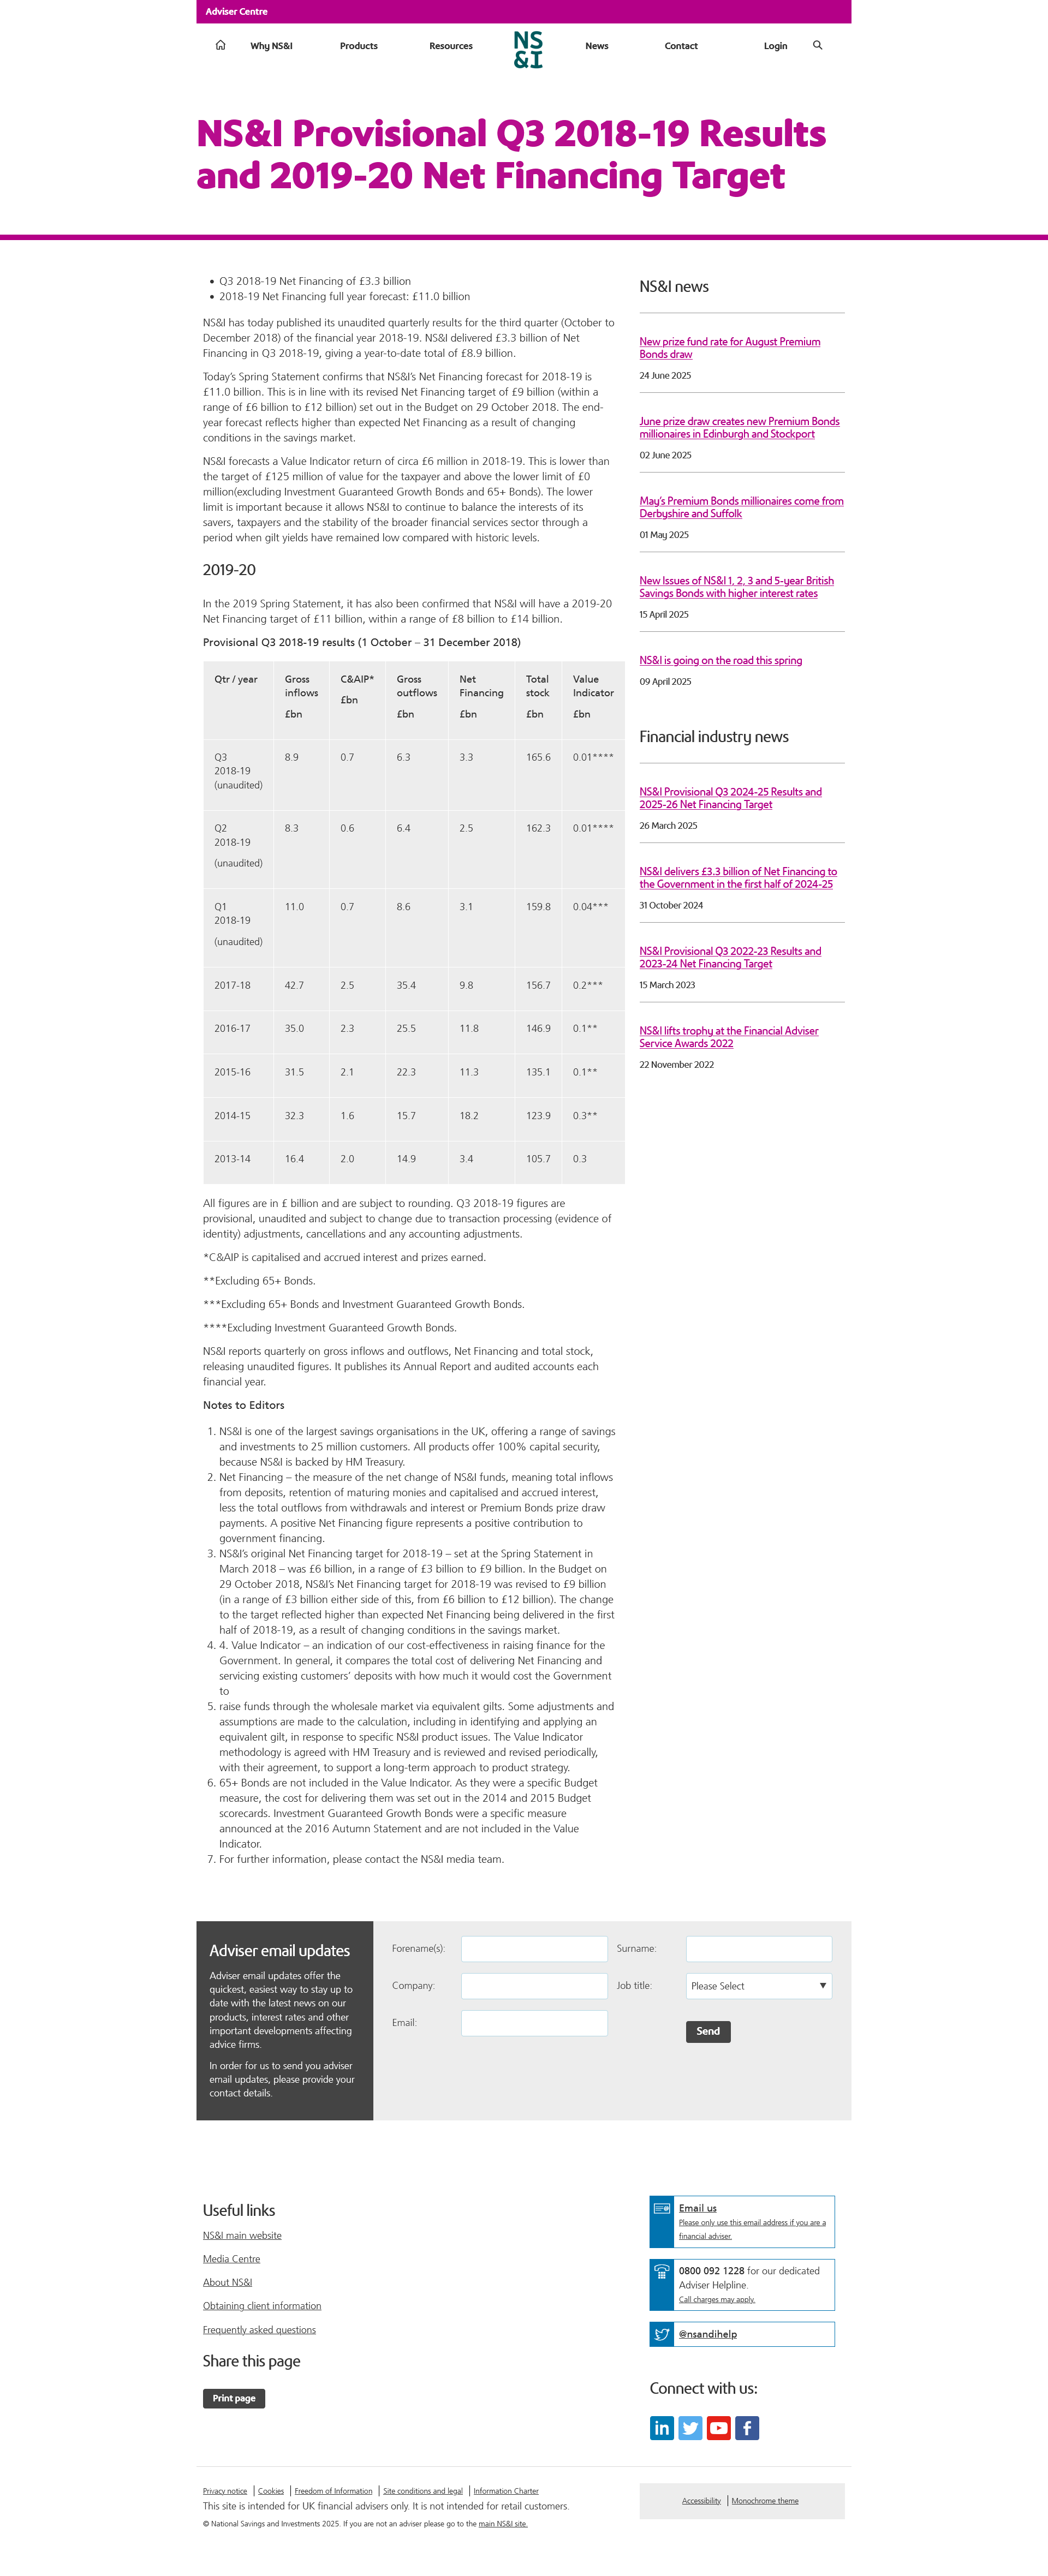 Adviser Centre
Why NS&I
Products
Resources
NS
&I
News
Contact
Login
NS&I Provisional Q3 2018-19 Results
and 2019-20 Net Financing Target
• Q3 2018-19 Net Financing of £3.3 billion
• 2018-19 Net Financing full year forecast: £11.0 billion
NS&I has today published its unaudited quarterly results for the third quarter (October to
December 2018) of the financial year 2018-19. NS&I delivered £3.3 billion of Net
Financing in Q3 2018-19, giving a year-to-date total of £8.9 billion.
Today's Spring Statement confirms that NS&I's Net Financing forecast for 2018-19 is
£11.0 billion. This is in line with its revised Net Financing target of £9 billion (within a
range of £6 billion to £12 billion) set out in the Budget on 29 October 2018. The end-
year forecast reflects higher than expected Net Financing as a result of changing
conditions in the savings market.
NS&I forecasts a Value Indicator return of circa £6 million in 2018-19. This is lower than
the target of £125 million of value for the taxpayer and above the lower limit of £0
million(excluding Investment Guaranteed Growth Bonds and 65+ Bonds). The lower
limit is important because it allows NS&I to continue to balance the interests of its
savers, taxpayers and the stability of the broader financial services sector through a
period when gilt yields have remained low compared with historic levels.
2019-20
In the 2019 Spring Statement, it has also been confirmed that NS&I will have a 2019-20
Net Financing target of £11 billion, within a range of £8 billion to £14 billion.
Provisional Q3 2018-19 results (1 October – 31 December 2018)
Qtr / year Gross inflows £bn C&AIP* £bn Gross outflows £bn Net Financing £bn Total stock £bn Value Indicator £bn
Q3 2018-19 (unaudited) 8.9 0.7 6.3 3.3 165.6 0.01****
Q2 2018-19 (unaudited) 8.3 0.6 6.4 2.5 162.3 0.01****
Q1 2018-19 (unaudited) 11.0 0.7 8.6 3.1 159.8 0.04***
2017-18 42.7 2.5 35.4 9.8 156.7 0.2***
2016-17 35.0 2.3 25.5 11.8 146.9 0.1**
2015-16 31.5 2.1 22.3 11.3 135.1 0.1**
2014-15 32.3 1.6 15.7 18.2 123.9 0.3**
2013-14 16.4 2.0 14.9 3.4 105.7 0.3
All figures are in £ billion and are subject to rounding. Q3 2018-19 figures are
provisional, unaudited and subject to change due to transaction processing (evidence of
identity) adjustments, cancellations and any accounting adjustments.
*C&AIP is capitalised and accrued interest and prizes earned.
**Excluding 65+ Bonds.
***Excluding 65+ Bonds and Investment Guaranteed Growth Bonds.
****Excluding Investment Guaranteed Growth Bonds.
NS&I reports quarterly on gross inflows and outflows, Net Financing and total stock,
releasing unaudited figures. It publishes its Annual Report and audited accounts each
financial year.
Notes to Editors
1. NS&I is one of the largest savings organisations in the UK, offering a range of savings
and investments to 25 million customers. All products offer 100% capital security,
because NS&I is backed by HM Treasury.
2. Net Financing – the measure of the net change of NS&I funds, meaning total inflows
from deposits, retention of maturing monies and capitalised and accrued interest,
less the total outflows from withdrawals and interest or Premium Bonds prize draw
payments. A positive Net Financing figure represents a positive contribution to
government financing.
3. NS&I's original Net Financing target for 2018-19 – set at the Spring Statement in
March 2018 – was £6 billion, in a range of £3 billion to £9 billion. In the Budget on
29 October 2018, NS&I's Net Financing target for 2018-19 was revised to £9 billion
(in a range of £3 billion either side of this, from £6 billion to £12 billion). The change
to the target reflected higher than expected Net Financing being delivered in the first
half of 2018-19, as a result of changing conditions in the savings market.
4. 4. Value Indicator – an indication of our cost-effectiveness in raising finance for the
Government. In general, it compares the total cost of delivering Net Financing and
servicing existing customers' deposits with how much it would cost the Government
to
5. raise funds through the wholesale market via equivalent gilts. Some adjustments and
assumptions are made to the calculation, including in identifying and applying an
equivalent gilt, in response to specific NS&I product issues. The Value Indicator
methodology is agreed with HM Treasury and is reviewed and revised periodically,
with their agreement, to support a long-term approach to product strategy.
6. 65+ Bonds are not included in the Value Indicator. As they were a specific Budget
measure, the cost for delivering them was set out in the 2014 and 2015 Budget
scorecards. Investment Guaranteed Growth Bonds were a specific measure
announced at the 2016 Autumn Statement and are not included in the Value
Indicator.
7. For further information, please contact the NS&I media team.
NS&I news
New prize fund rate for August Premium
Bonds draw
24 June 2025
June prize draw creates new Premium Bonds
millionaires in Edinburgh and Stockport
02 June 2025
May's Premium Bonds millionaires come from
Derbyshire and Suffolk
01 May 2025
New Issues of NS&I 1, 2, 3 and 5-year British
Savings Bonds with higher interest rates
15 April 2025
NS&I is going on the road this spring
09 April 2025
Financial industry news
NS&I Provisional Q3 2024-25 Results and
2025-26 Net Financing Target
26 March 2025
NS&I delivers £3.3 billion of Net Financing to
the Government in the first half of 2024-25
31 October 2024
NS&I Provisional Q3 2022-23 Results and
2023-24 Net Financing Target
15 March 2023
NS&I lifts trophy at the Financial Adviser
Service Awards 2022
22 November 2022
Adviser email updates
Adviser email updates offer the
quickest, easiest way to stay up to
date with the latest news on our
products, interest rates and other
important developments affecting
advice firms.
In order for us to send you adviser
email updates, please provide your
contact details.
Forename(s):
Surname:
Company:
Job title:
Please Select
Email:
Send
Useful links
NS&I main website
Media Centre
About NS&I
Obtaining client information
Frequently asked questions
Share this page
Print page
Email us
Please only use this email address if you are a
financial adviser.
0800 092 1228 for our dedicated
Adviser Helpline.
Call charges may apply.
@nsandihelp
Connect with us:
Privacy notice | Cookies | Freedom of Information | Site conditions and legal | Information Charter
This site is intended for UK financial advisers only. It is not intended for retail customers.
© National Savings and Investments 2025. If you are not an adviser please go to the main NS&I site.
Accessibility | Monochrome theme